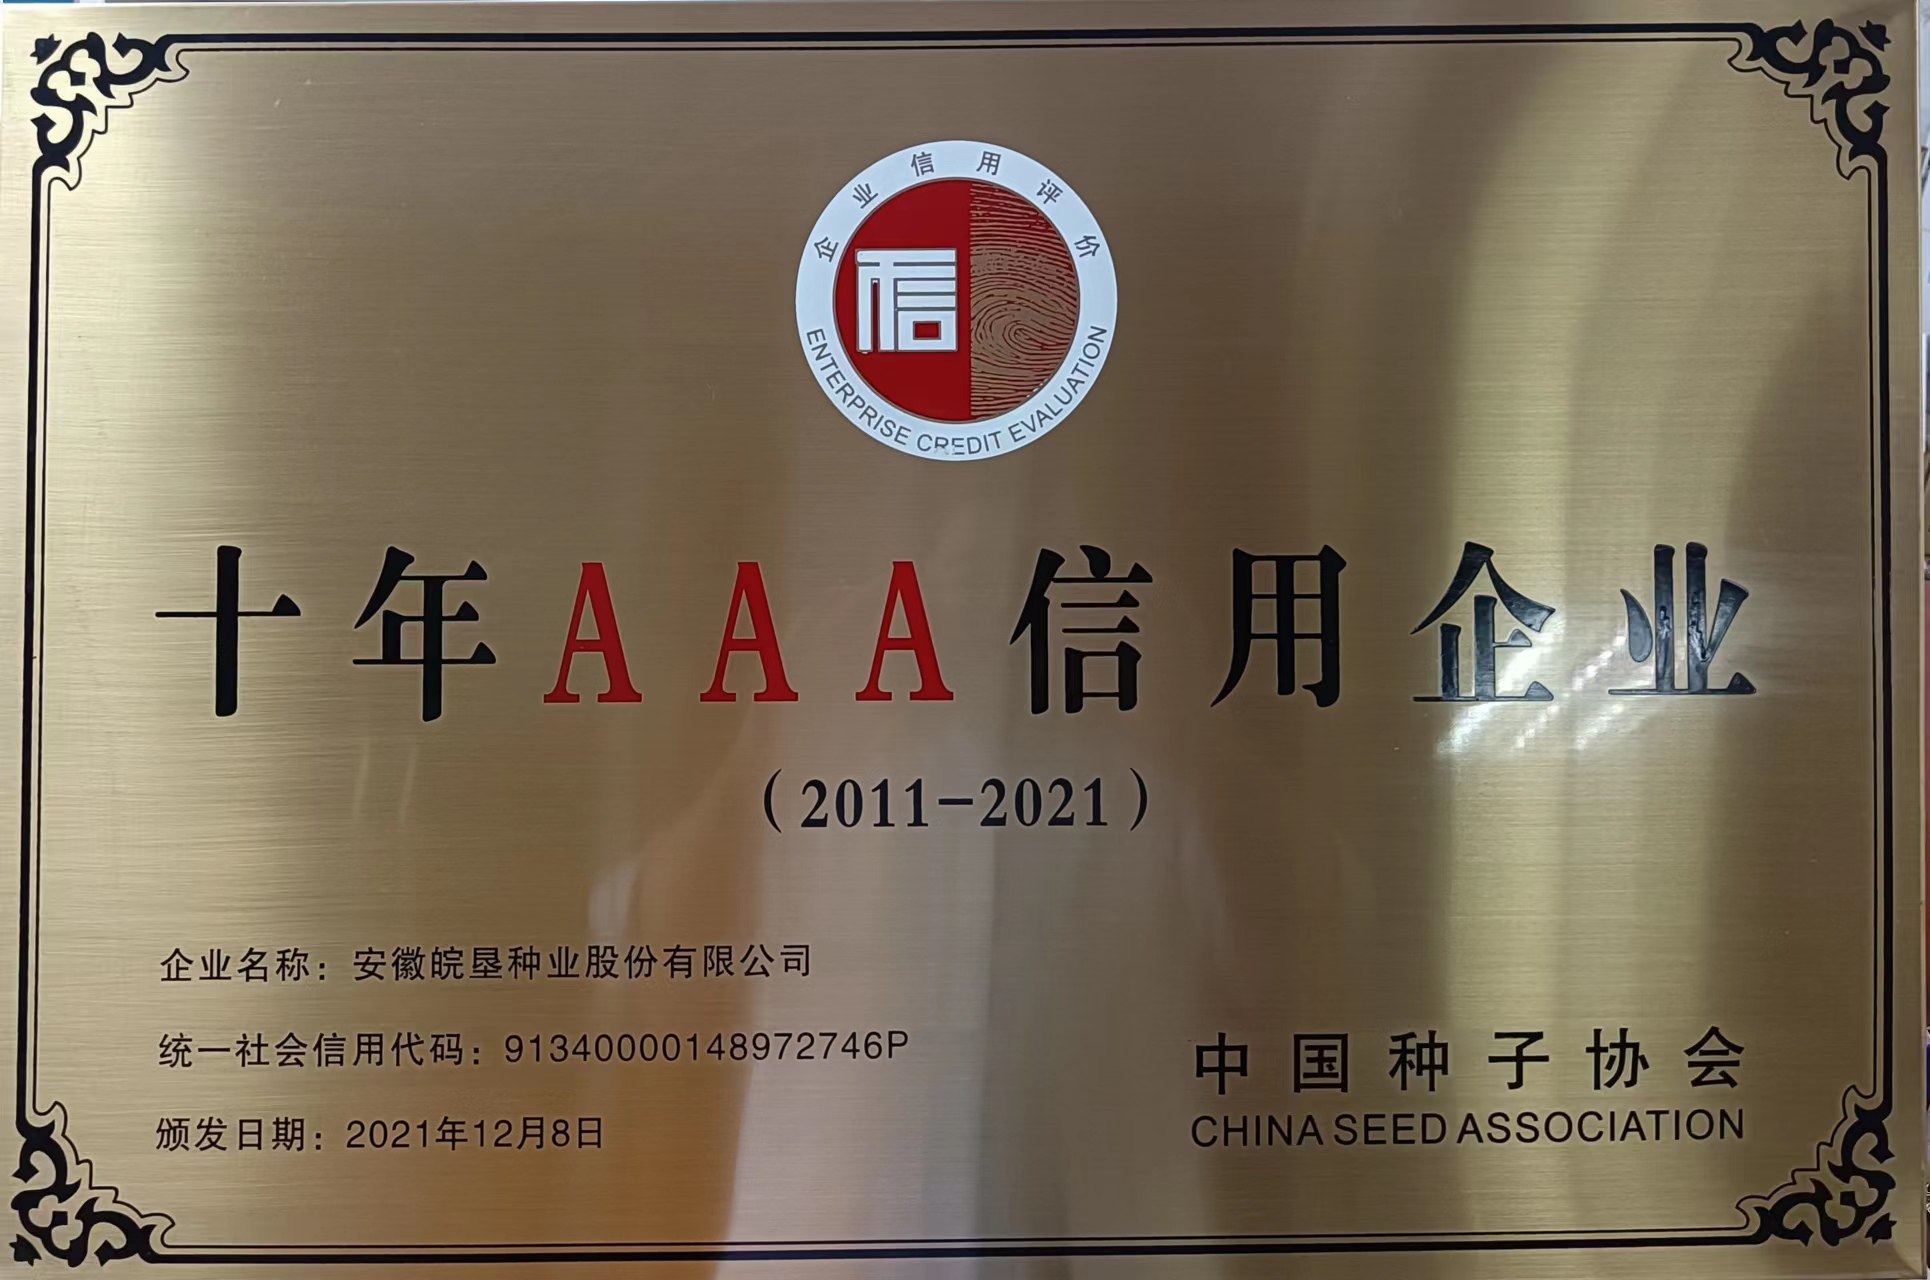 企业信用评价
信
ENTERPRISE CREDIT EVALUATION
十年AAA信用企业
（2011-2021）
企业名称：安徽皖垦种业股份有限公司
统一社会信用代码：91340000148972746P
颁发日期：2021年12月8日
中国种子协会
CHINA SEED ASSOCIATION